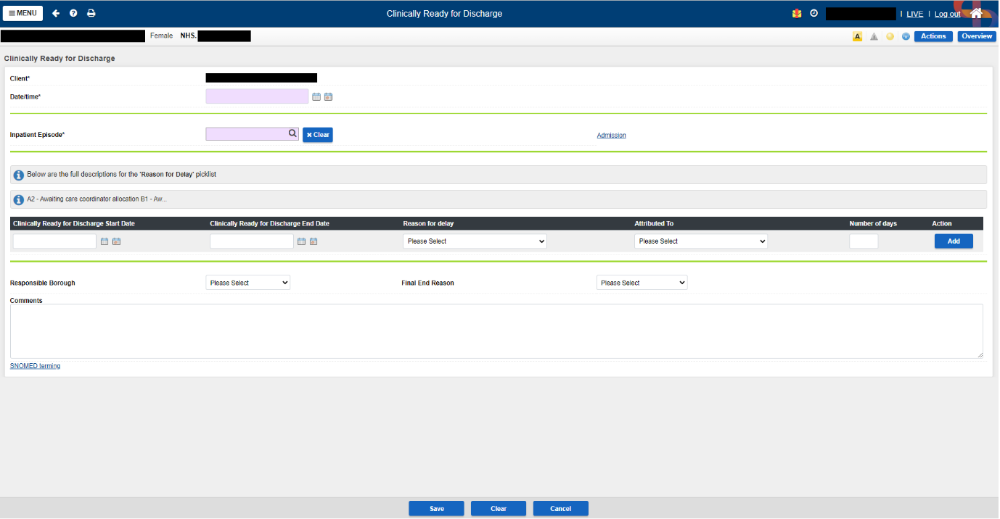 MENU Clinically Ready for Discharge LIVE Log out
Female NHS. A Actions Overview
Clinically Ready for Discharge
Client*
Date/time*
Inpatient Episode* Clear Admission
Below are the full descriptions for the 'Reason for Delay' picklist
A2 - Awaiting care coordinator allocation B1 - Aw...
Clinically Ready for Discharge Start Date Clinically Ready for Discharge End Date Reason for delay Attributed To Number of days Action
Please Select Please Select Add
Responsible Borough Please Select Final End Reason Please Select
Comments
SNOMED terming
Save Clear Cancel